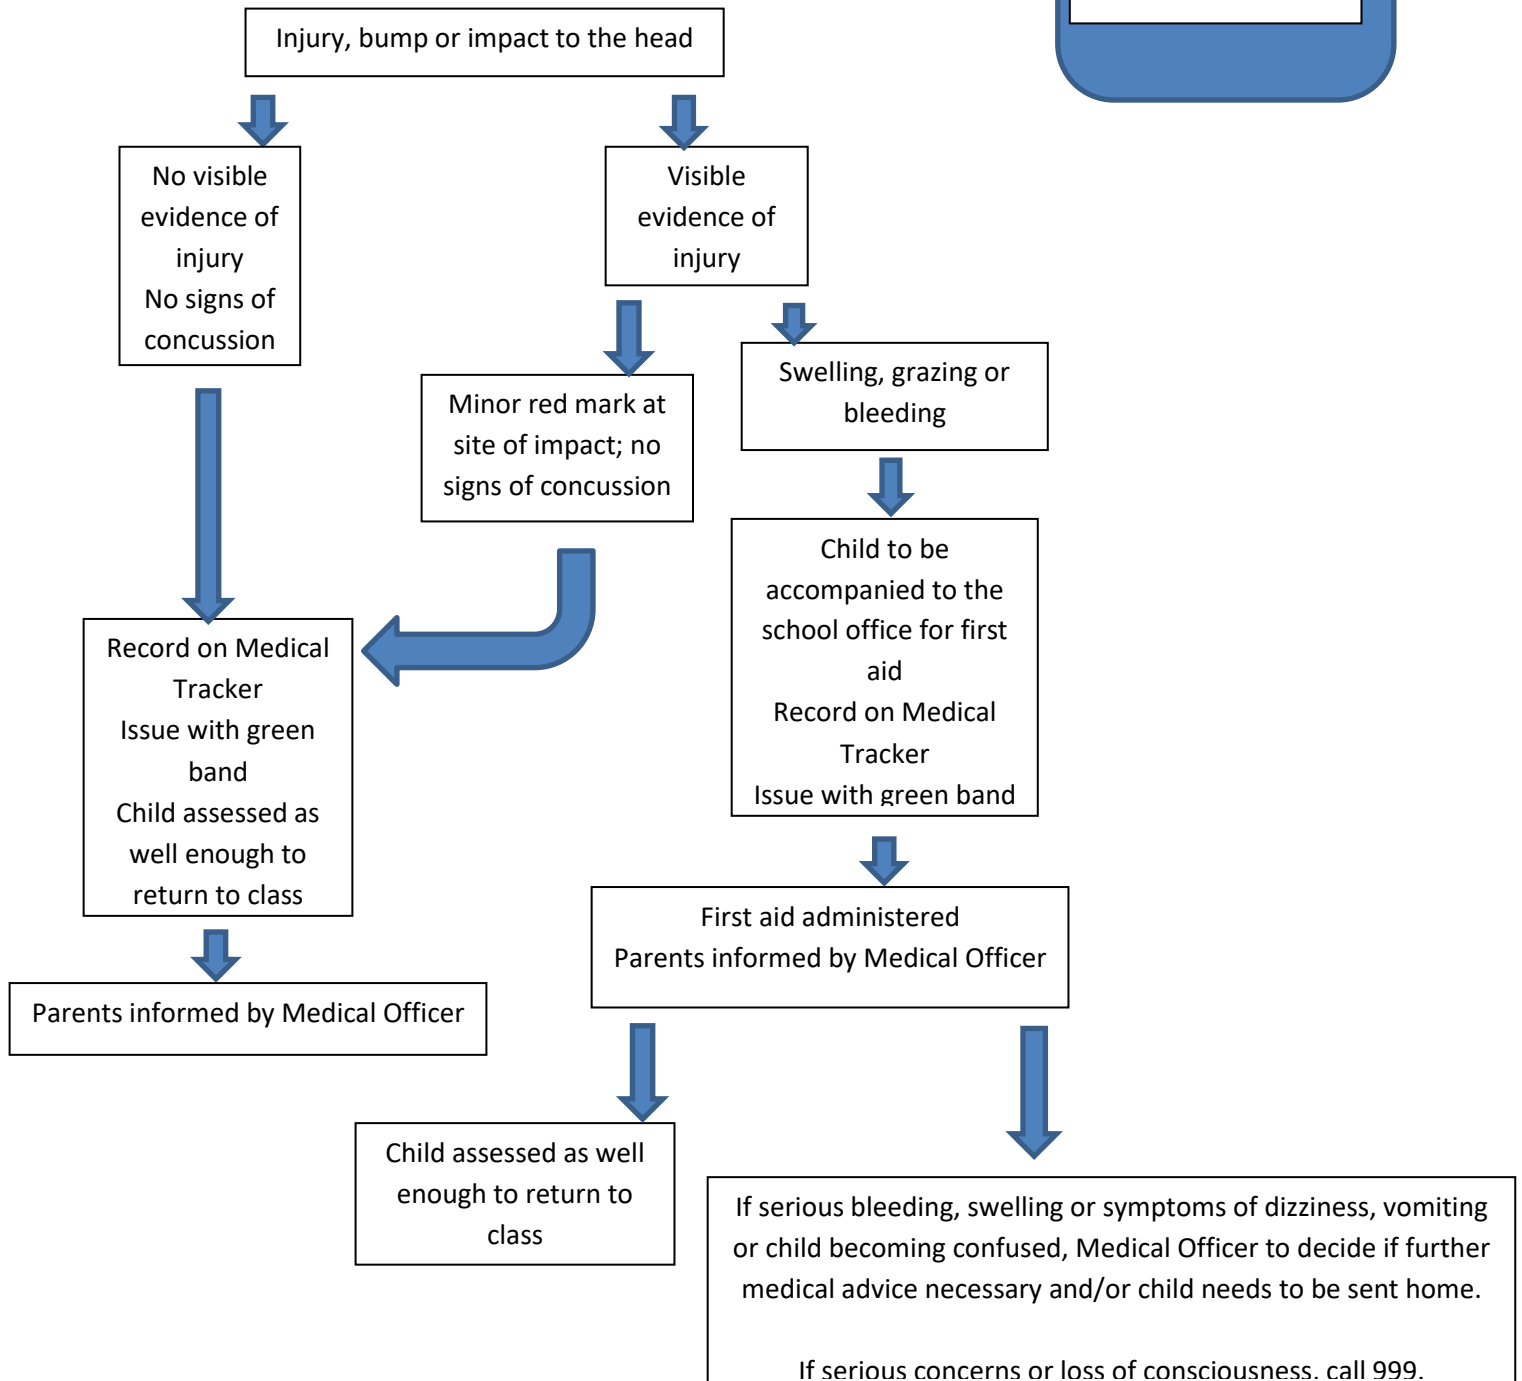 Injury, bump or impact to the head
No visible
evidence of
injury
No signs of
concussion
Visible
evidence of
injury
Minor red mark at
site of impact; no
signs of concussion
Swelling, grazing or
bleeding
Child to be
accompanied to the
school office for first
aid
Record on Medical
Tracker
Issue with green band
Record on Medical
Tracker
Issue with green
band
Child assessed as
well enough to
return to class
Parents informed by Medical Officer
First aid administered
Parents informed by Medical Officer
Child assessed as well
enough to return to
class
If serious bleeding, swelling or symptoms of dizziness, vomiting
or child becoming confused, Medical Officer to decide if further
medical advice necessary and/or child needs to be sent home.
If serious concerns or loss of consciousness, call 999.